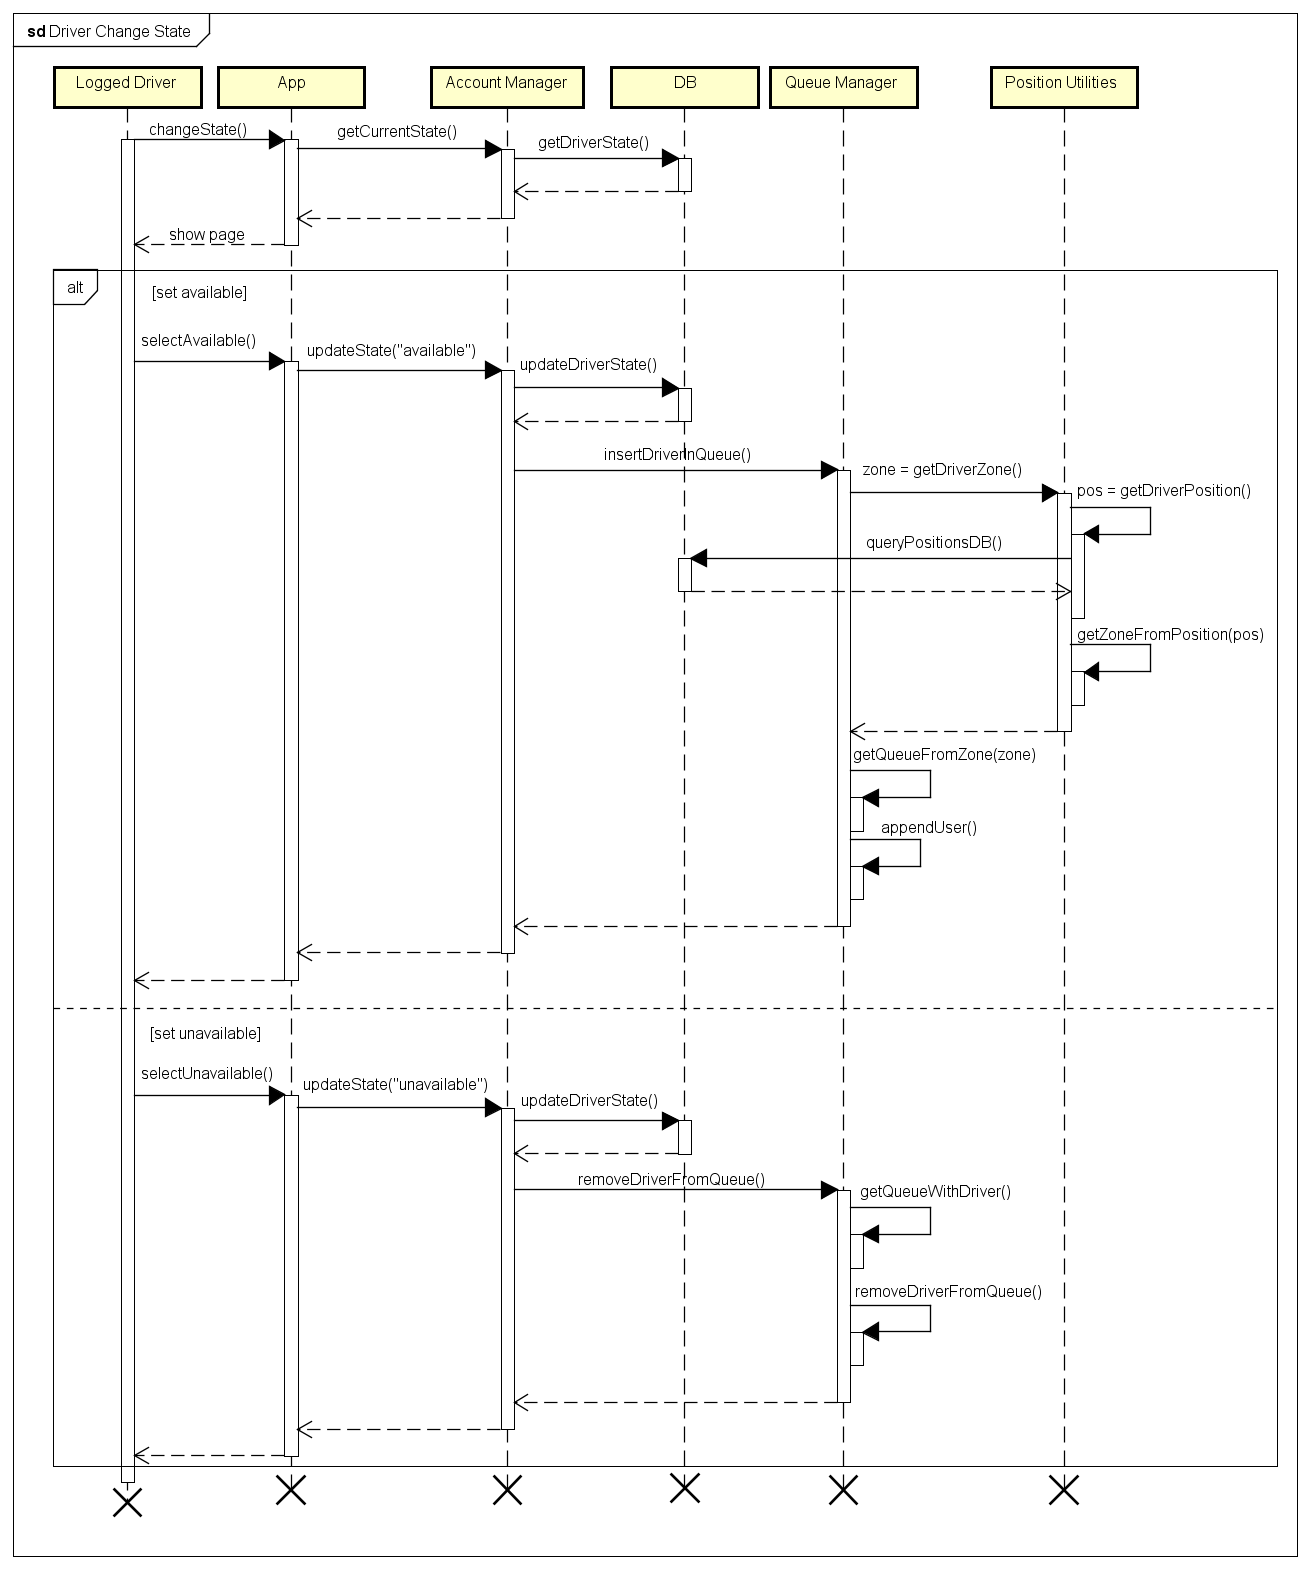 sd Driver Change State
Logged Driver
App
Account Manager
DB
Queue Manager
Position Utilities
changeState()
getCurrentState()
getDriverState()
show page
alt
[set available]
selectAvailable()
updateState("available")
updateDriverState()
insertDriverInQueue()
zone = getDriverZone()
pos = getDriverPosition()
queryPositionsDB()
getZoneFromPosition(pos)
getQueueFromZone(zone)
appendUser()
[set unavailable]
selectUnavailable()
updateState("unavailable")
updateDriverState()
removeDriverFromQueue()
getQueueWithDriver()
removeDriverFromQueue()